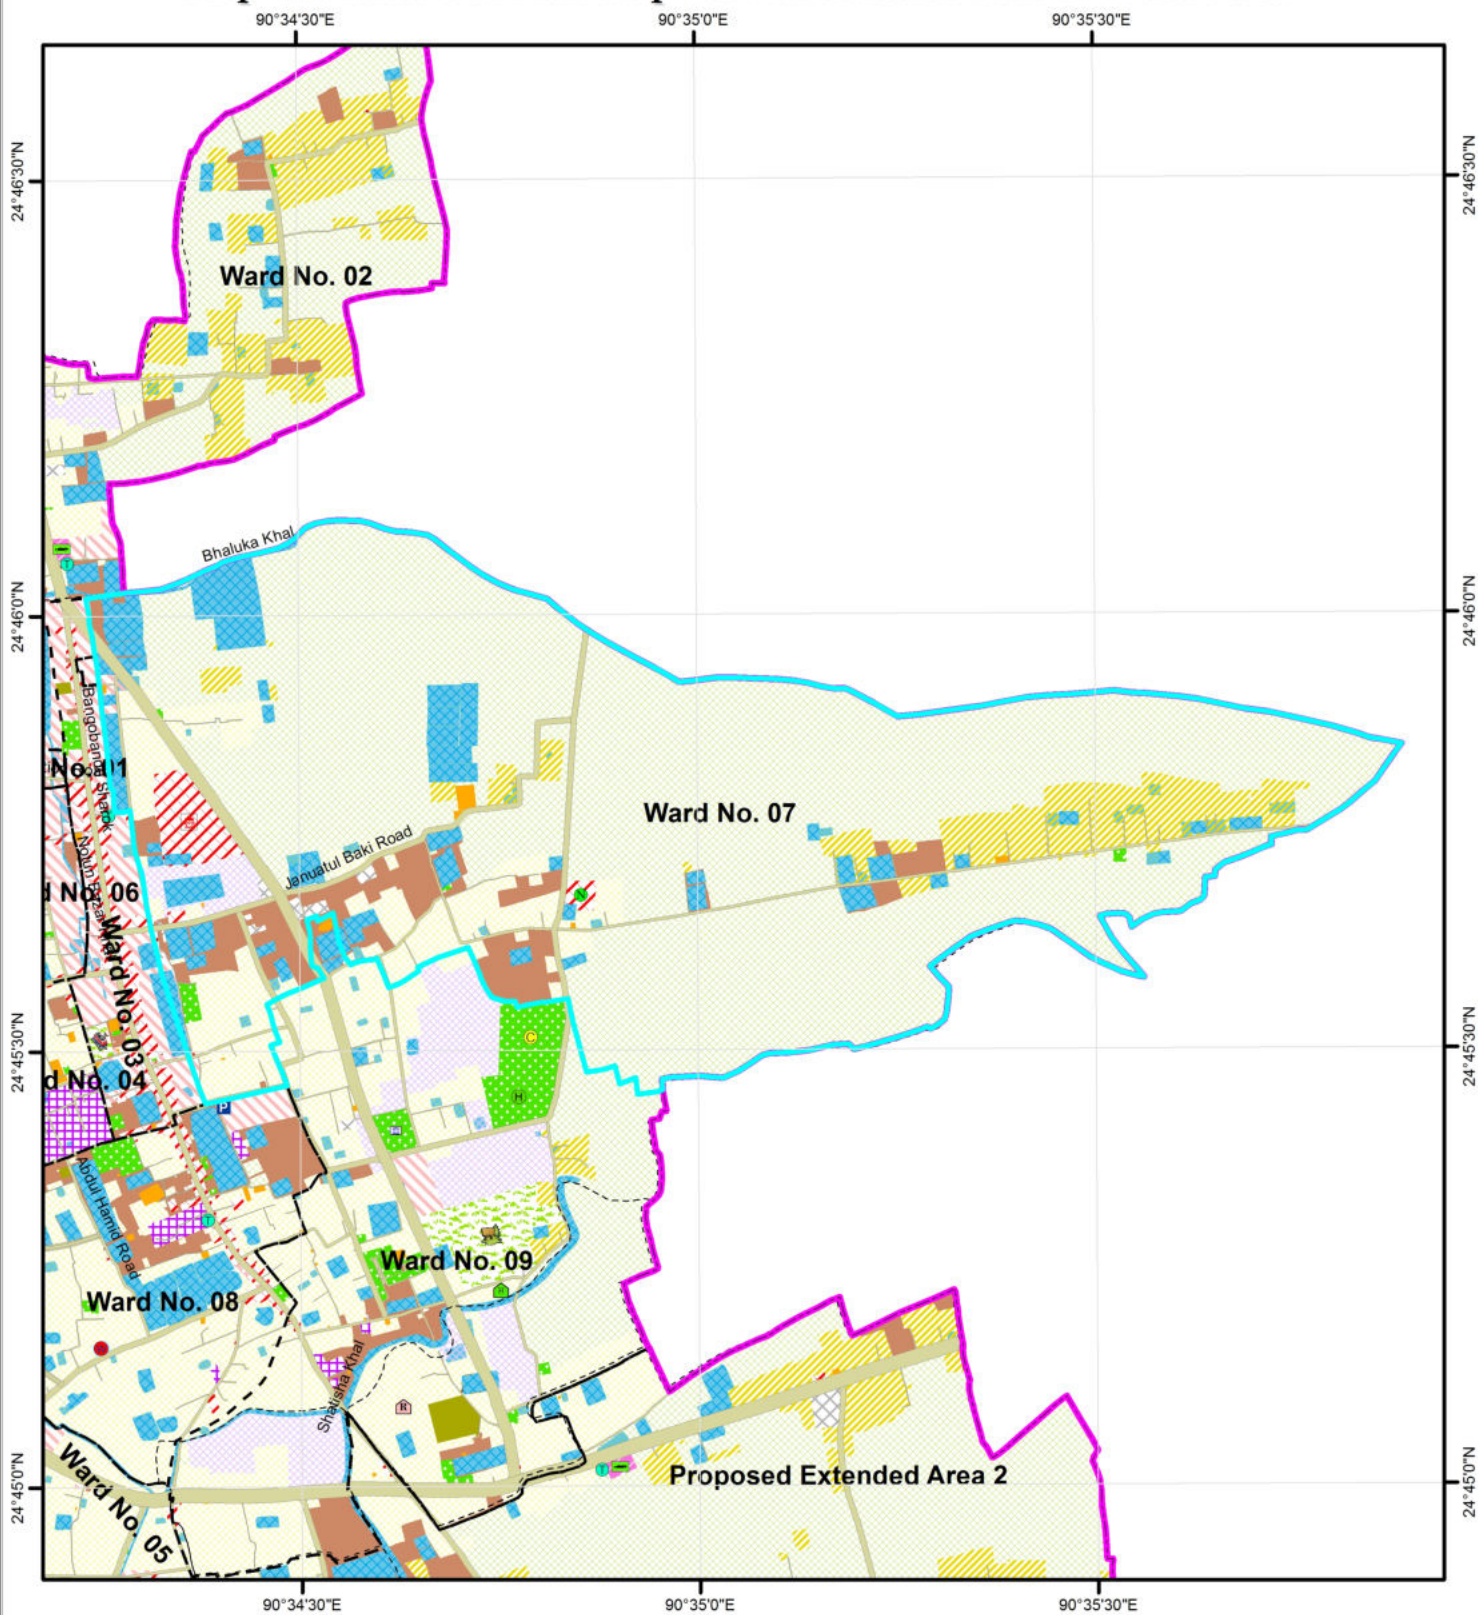 90°34'30"E
90°35'0"E
90°35'30"E
24°46'30"N
24°46'30"N
Ward No. 02
Bhaluka Khal
24°46'0"N
24°46'0"N
Bangobandhu Sharok
No. 01
Ward No. 07
Januatul Baki Road
d No. 06
Ward No. 03
24°45'30"N
24°45'30"N
d No. 04
Abdul Hamid Road
Ward No. 09
Ward No. 08
Shatisha Khal
Ward No. 05
Proposed Extended Area 2
24°45'0"N
24°45'0"N
90°34'30"E
90°35'0"E
90°35'30"E